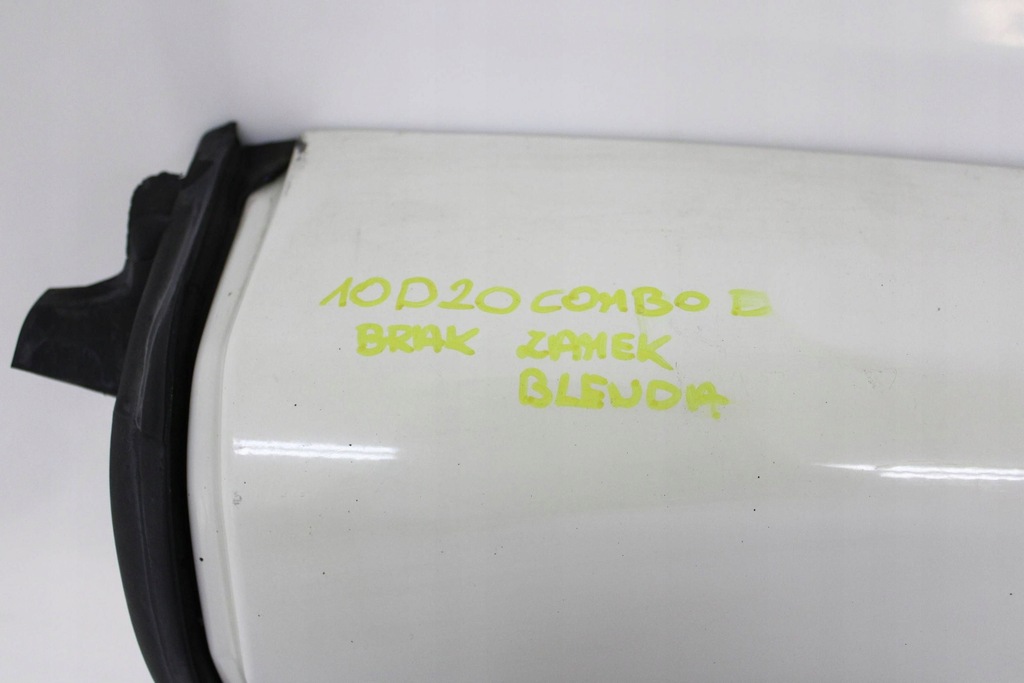 10D20 COMBO D
BRAK ZAMEK
BLENDA